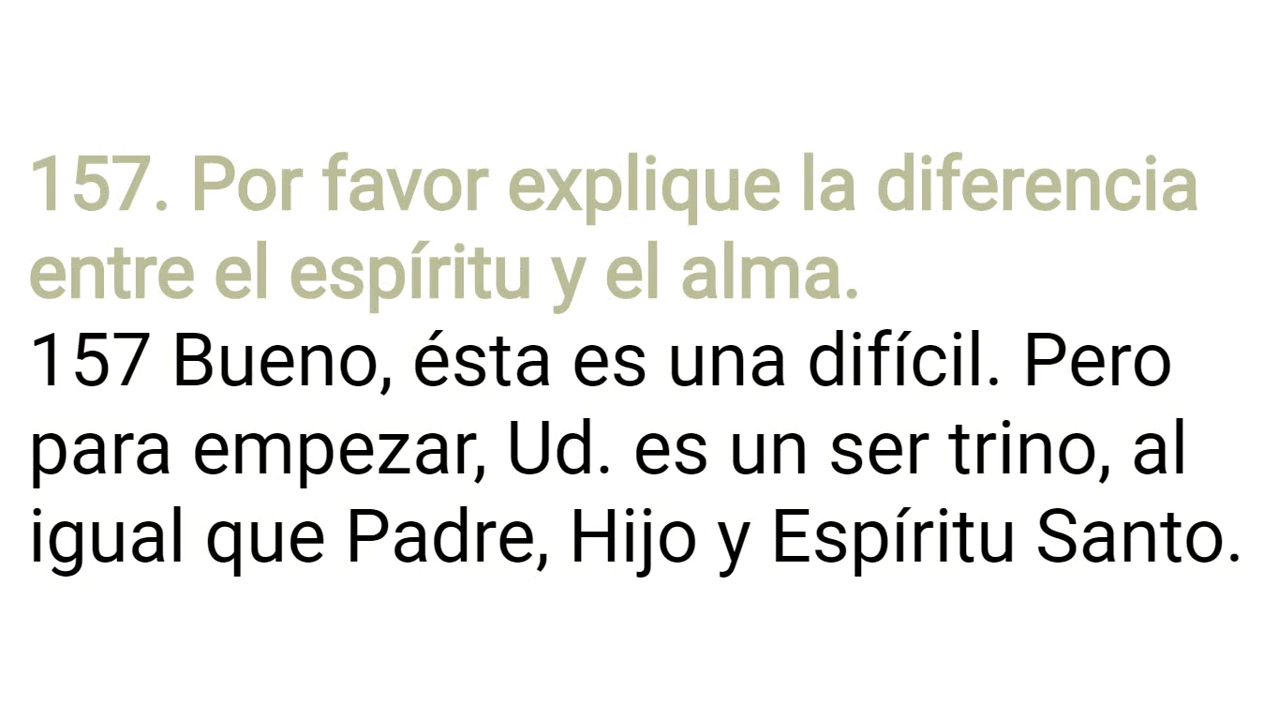 157. Por favor explique la diferencia
entre el espíritu y el alma.
157 Bueno, ésta es una difícil. Pero
para empezar, Ud. es un ser trino, al
igual que Padre, Hijo y Espíritu Santo.